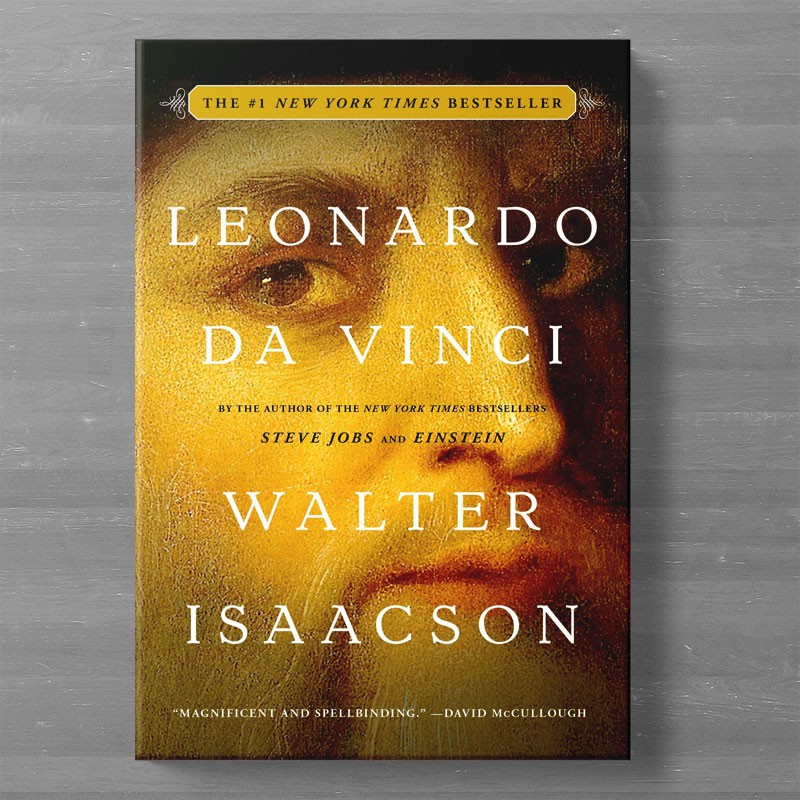 THE #1 NEW YORK TIMES BESTSELLER
LEONARDO
DA VINCI
BY THE AUTHOR OF THE NEW YORK TIMES BESTSELLERS
STEVE JOBS AND EINSTEIN
WALTER
ISAACSON
“MAGNIFICENT AND SPELLBINDING.” —DAVID McCULLOUGH